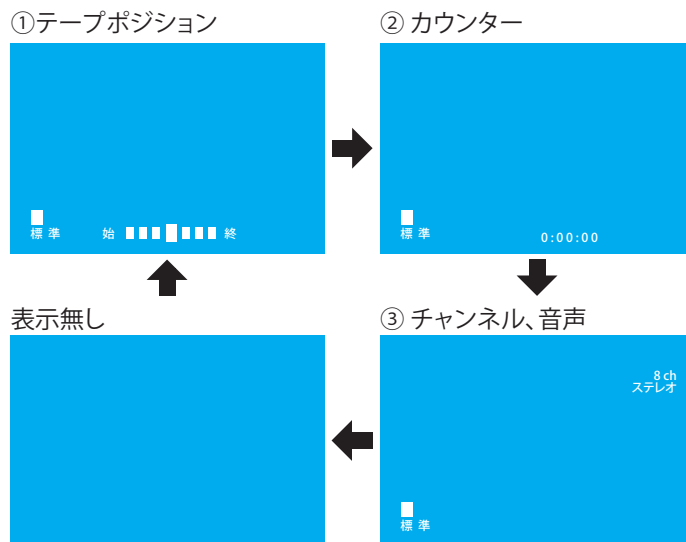 ①テープポジション
② カウンター
標 準
始
終
標 準
0:00:00
表示無し
③ チャンネル、音声
8 ch
ステレオ
標 準